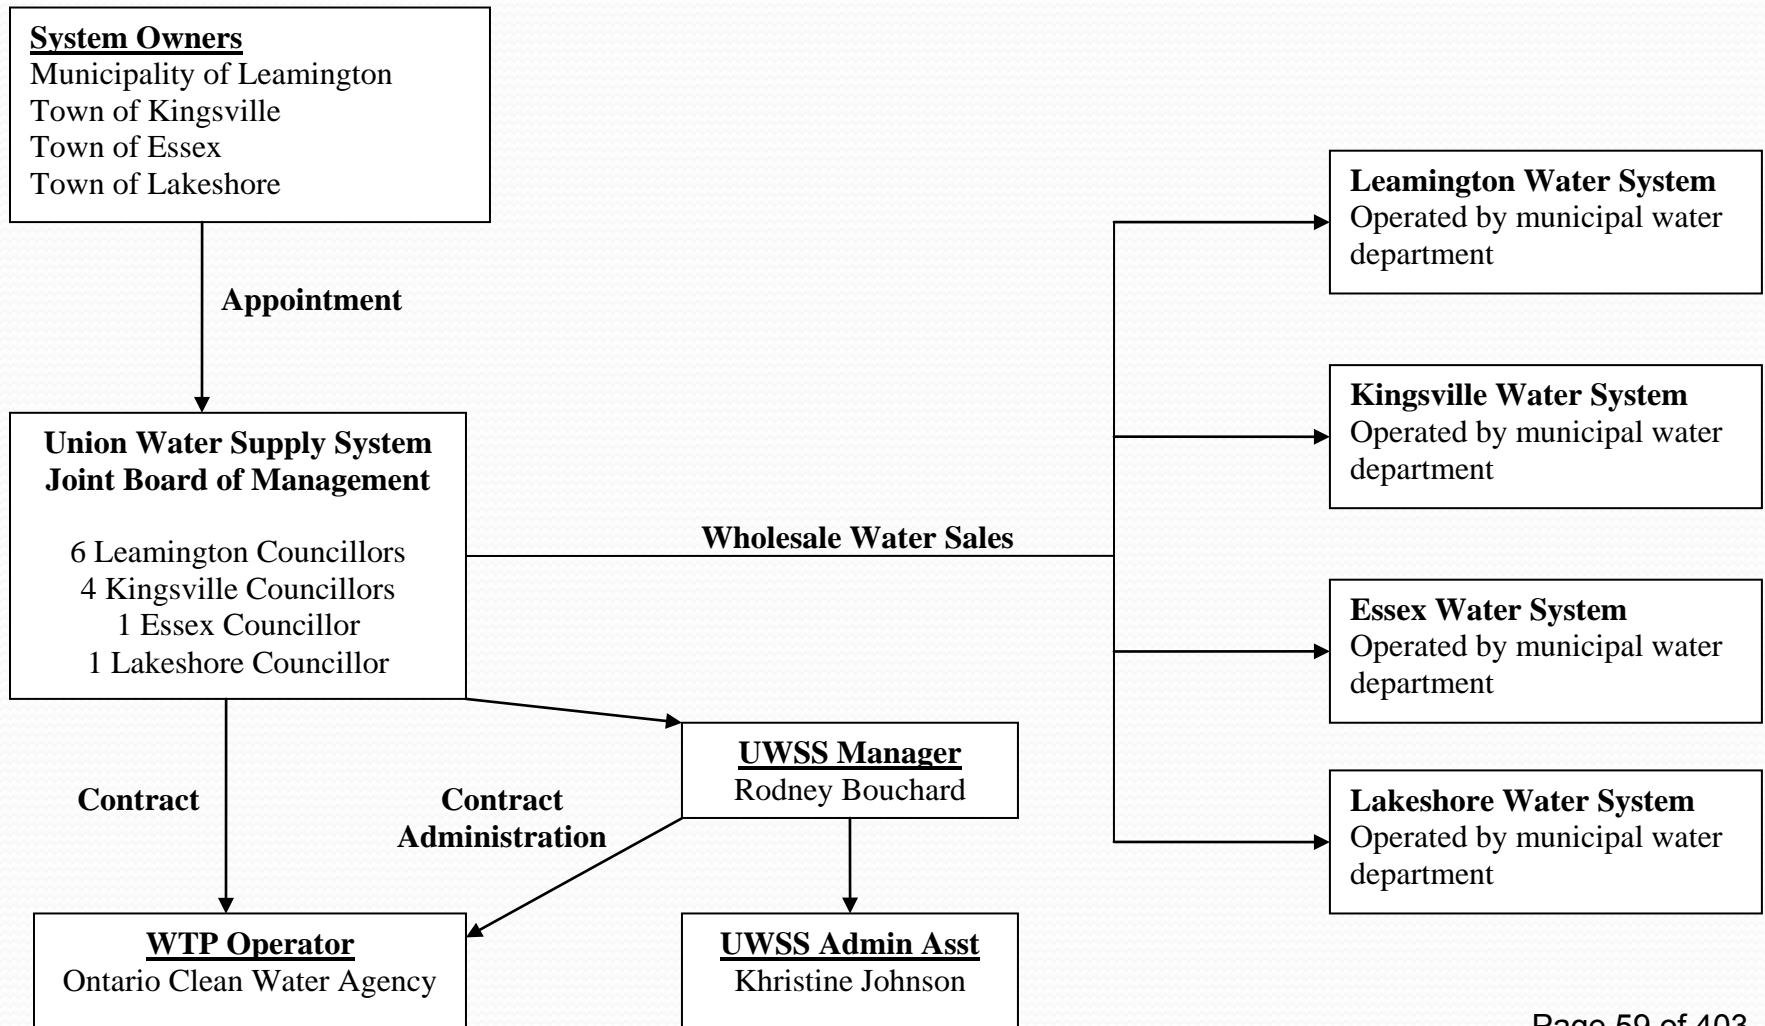 System Owners
Municipality of Leamington
Town of Kingsville
Town of Essex
Town of Lakeshore
Appointment
Union Water Supply System
Joint Board of Management
6 Leamington Councillors
4 Kingsville Councillors
1 Essex Councillor
1 Lakeshore Councillor
Wholesale Water Sales
Leamington Water System
Operated by municipal water
department
Kingsville Water System
Operated by municipal water
department
Essex Water System
Operated by municipal water
department
Lakeshore Water System
Operated by municipal water
department
UWSS Manager
Rodney Bouchard
Contract
Contract
Administration
WTP Operator
Ontario Clean Water Agency
UWSS Admin Asst
Khristine Johnson
Page 59 of 403